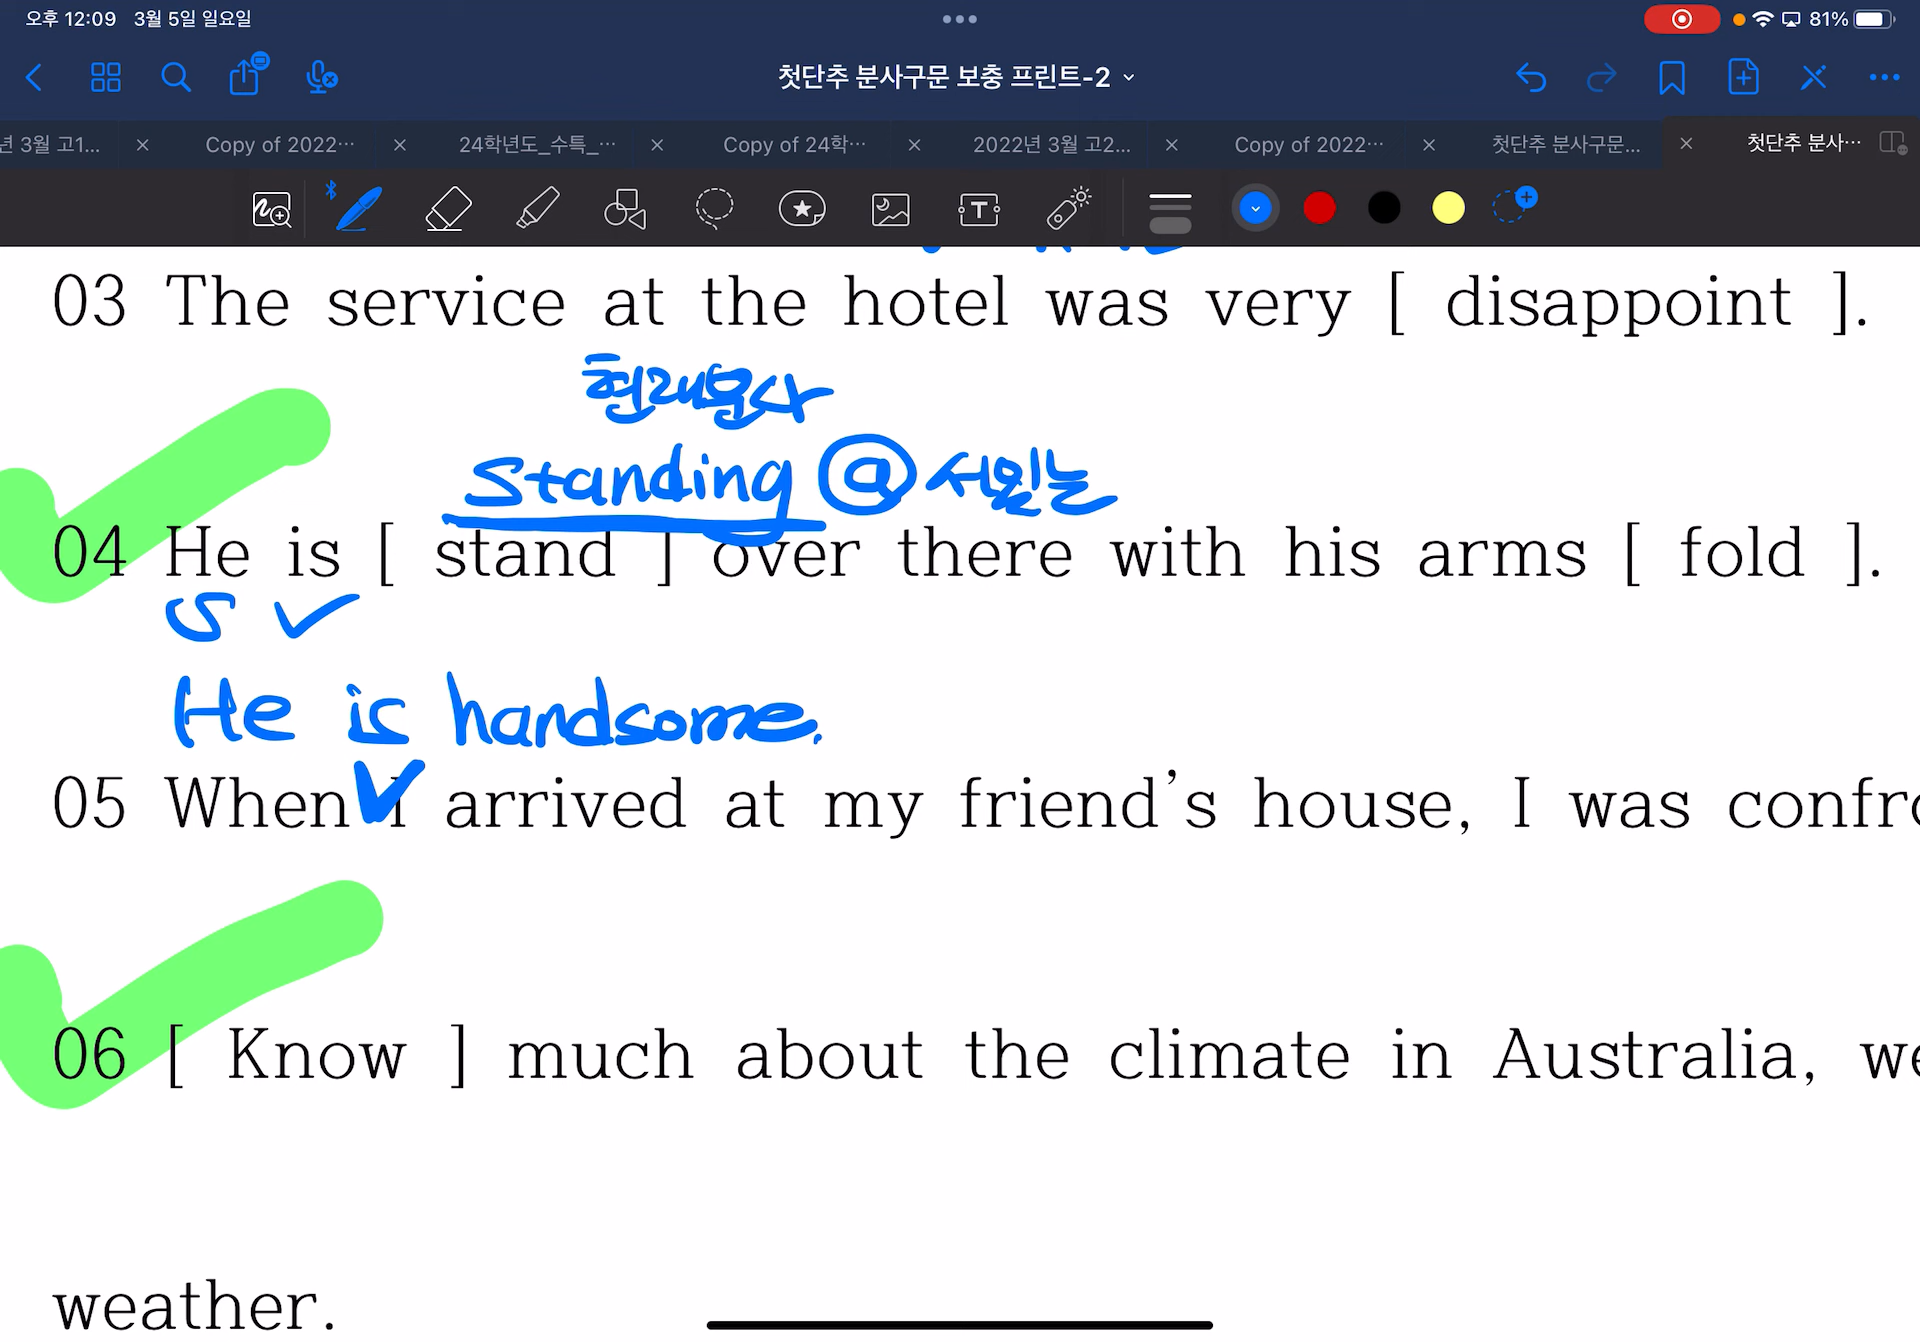 오후 12:09 3월 5일 일요일 81%
첫단추 분사구문 보충 프린트-2
년 3월 고1... Copy of 2022... 24학년도_수특_... Copy of 24학... 2022년 3월 고2... Copy of 2022... 첫단추 분사구문... 첫단추 분사...
03 The service at the hotel was very [ disappoint ].
현재분사
Standing ⓐ 서있는
04 He is [ stand ] over there with his arms [ fold ].
S V
He is handsome.
V
05 When I arrived at my friend's house, I was confro
06 [ Know ] much about the climate in Australia, we
weather.